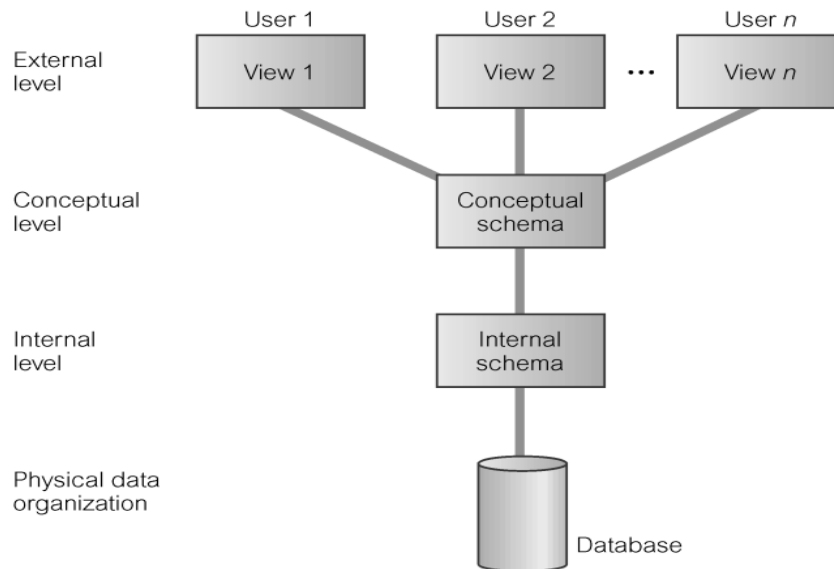 User 1
User 2
User n
External
level
View 1
View 2
...
View n
Conceptual
level
Conceptual
schema
Internal
level
Internal
schema
Physical data
organization
Database